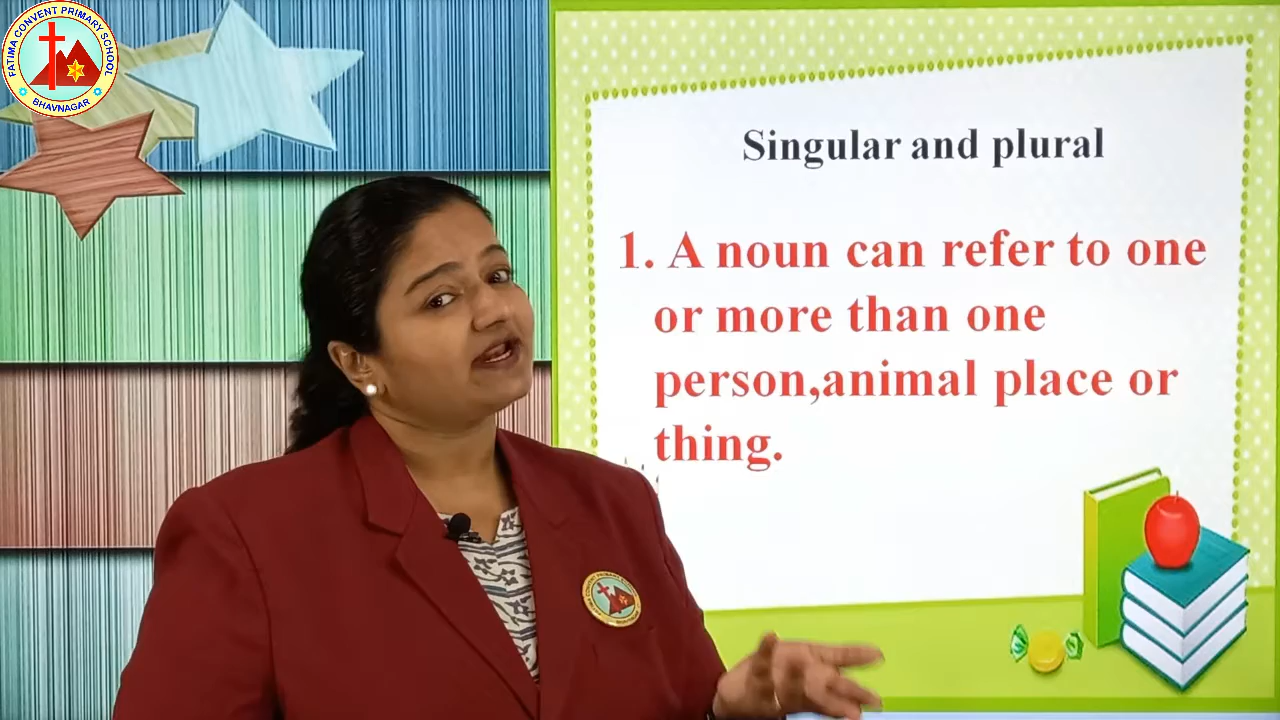 FATIMA CONVENT PRIMARY SCHOOL
BHAVNAGAR
Singular and plural
1. A noun can refer to one
or more than one
person,animal place or
thing.